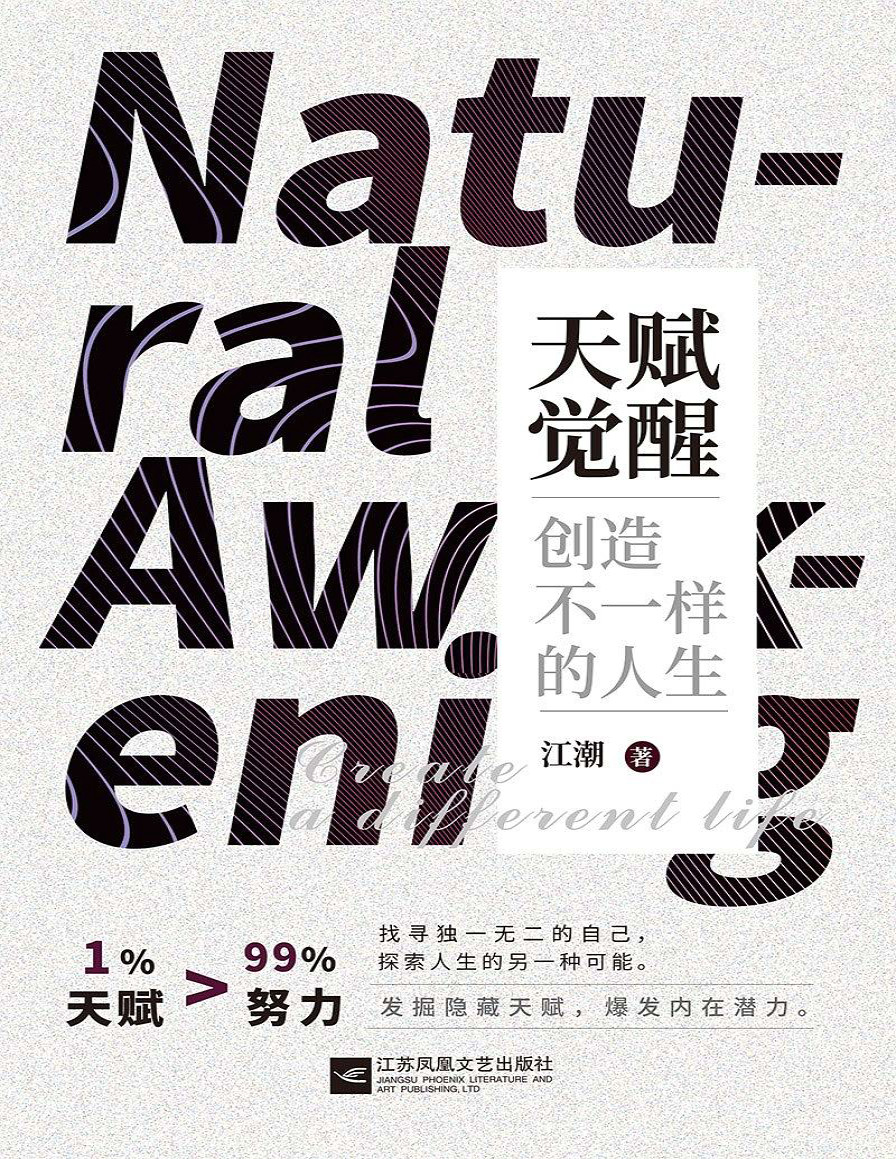 Natu-
ral
Aw k-
eni g
天赋
觉醒
创造
不一样
的人生
江潮 著
Create
a different life
1% 天赋 > 99% 努力
找寻独一无二的自己，
探索人生的另一种可能。
发掘隐藏天赋，爆发内在潜力。
江苏凤凰文艺出版社
JIANGSU PHOENIX LITERATURE AND
ART PUBLISHING, LTD